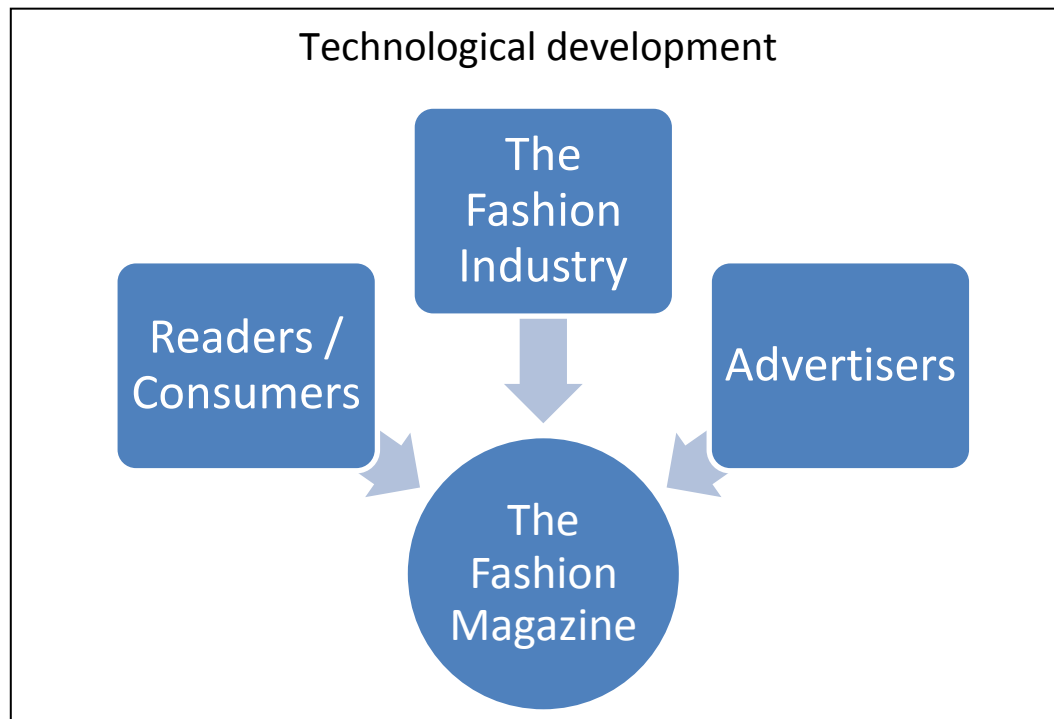 Technological development
The
Fashion
Industry
Readers /
Consumers
Advertisers
The
Fashion
Magazine